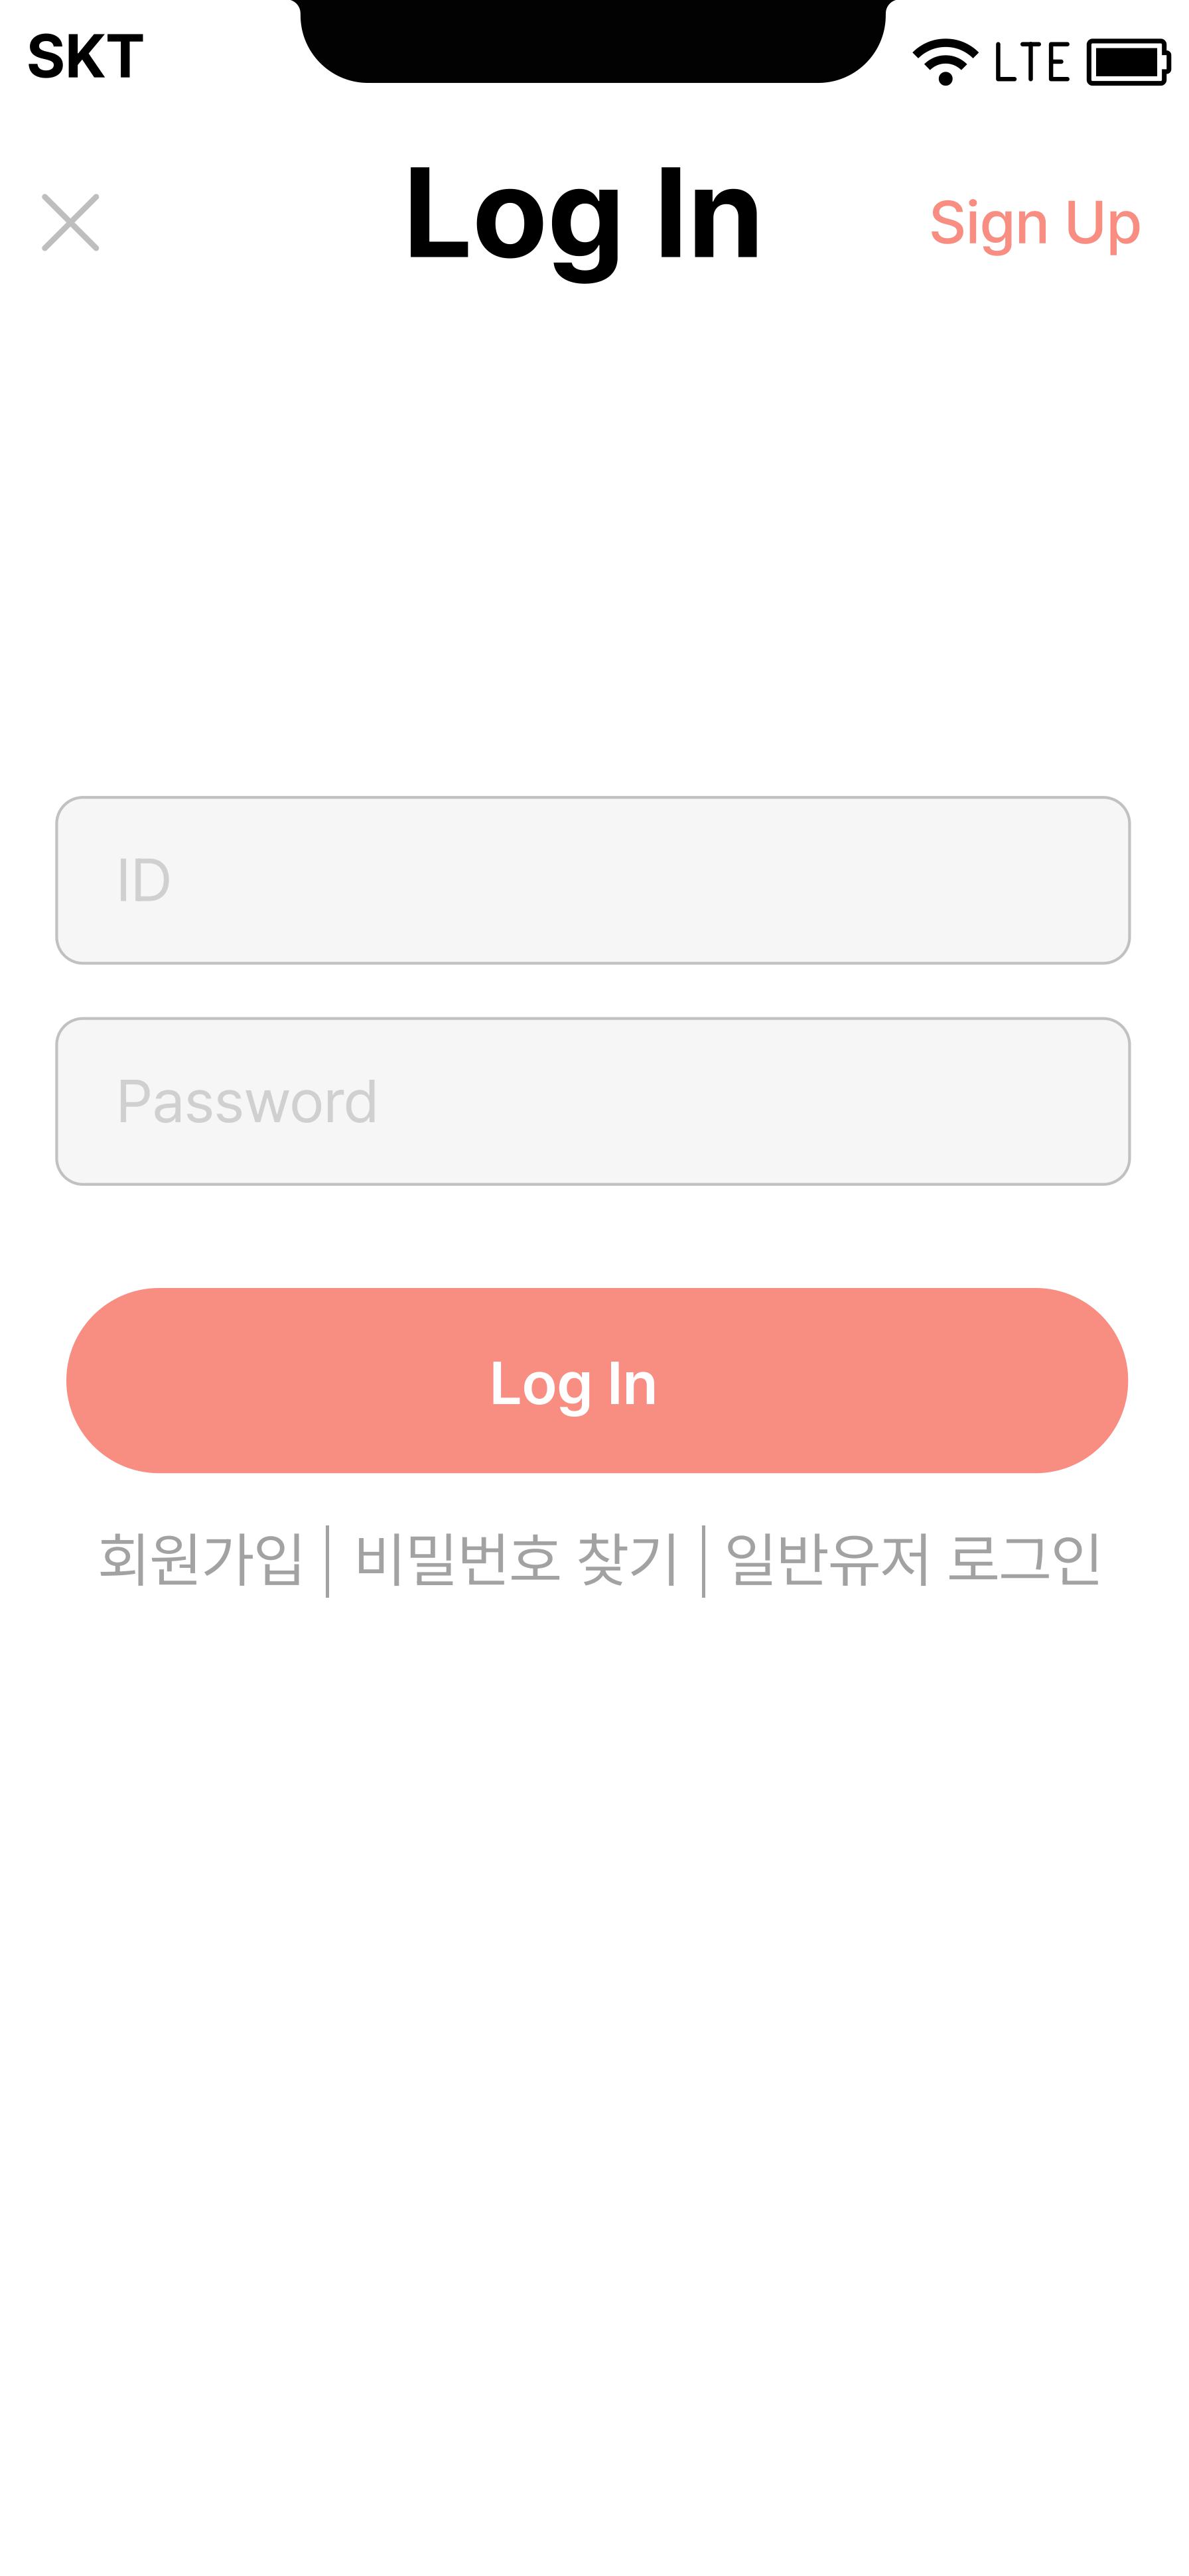 SKT
LTE
Log In
Sign Up
ID
Password
Log In
회원가입 | 비밀번호 찾기 | 일반유저 로그인